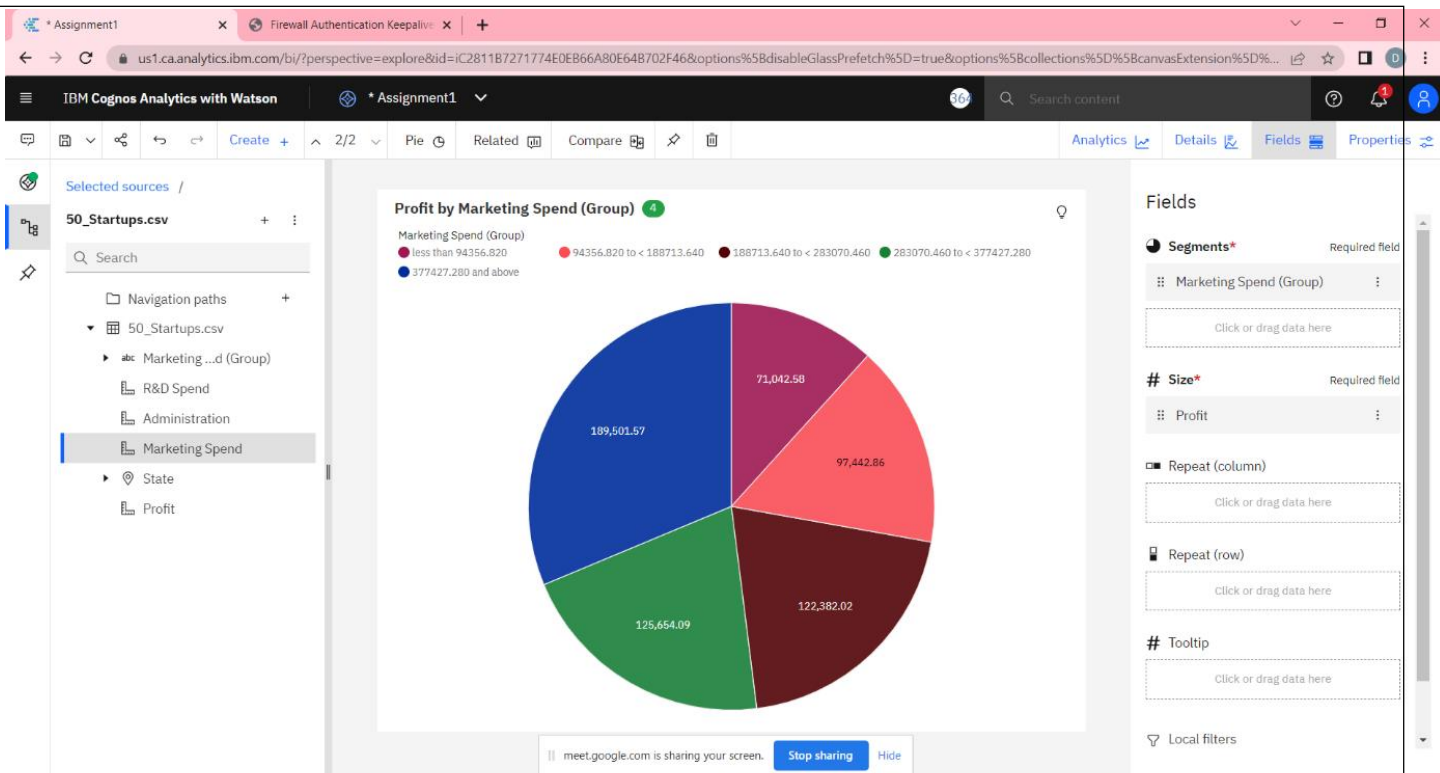 * Assignment1
Firewall Authentication Keepalive
us1.ca.analytics.ibm.com/bi/?perspective=explore&id=iC2811B7271774E0EB66A80E64B702F46&options%5BdisableGlassPrefetch%5D=true&options%5Bcollections%5D%5BcanvasExtension%5D%...
D
IBM Cognos Analytics with Watson
* Assignment1
364
Search content
1
Create +
2/2
Pie
Related
Compare
Analytics
Details
Fields
Properties
Selected sources /
50_Startups.csv
Search
Navigation paths
50_Startups.csv
abc Marketing ...d (Group)
R&D Spend
Administration
Marketing Spend
State
Profit
Profit by Marketing Spend (Group) 4
Marketing Spend (Group)
less than 94356.820
94356.820 to < 188713.640
188713.640 to < 283070.460
283070.460 to < 377427.280
377427.280 and above
71,042.58
97,442.86
122,382.02
125,654.09
189,501.57
Fields
Segments* Required field
Marketing Spend (Group)
Click or drag data here
# Size* Required field
Profit
Repeat (column)
Click or drag data here
Repeat (row)
Click or drag data here
# Tooltip
Click or drag data here
Local filters
meet.google.com is sharing your screen. Stop sharing Hide